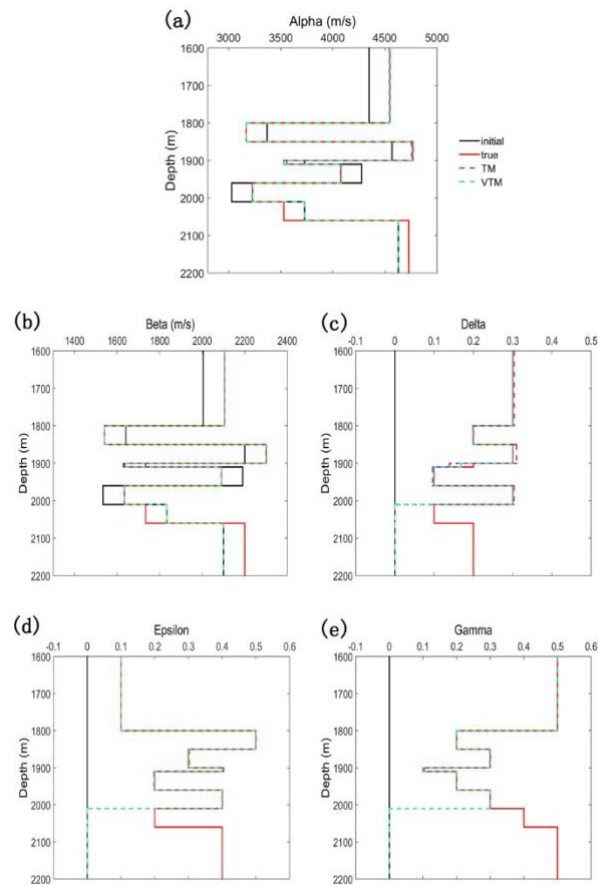 (a)
Alpha (m/s)
3000 3500 4000 4500 5000
Depth (m)
1600
1700
1800
1900
2000
2100
2200
initial
true
TM
VTM
(b)
Beta (m/s)
1400 1600 1800 2000 2200 2400
Depth (m)
1600
1700
1800
1900
2000
2100
2200
(c)
Delta
-0.1 0 0.1 0.2 0.3 0.4 0.5
Depth (m)
1600
1700
1800
1900
2000
2100
2200
(d)
Epsilon
-0.1 0 0.1 0.2 0.3 0.4 0.5 0.6
Depth (m)
1600
1700
1800
1900
2000
2100
2200
(e)
Gamma
-0.1 0 0.1 0.2 0.3 0.4 0.5 0.6
Depth (m)
1600
1700
1800
1900
2000
2100
2200